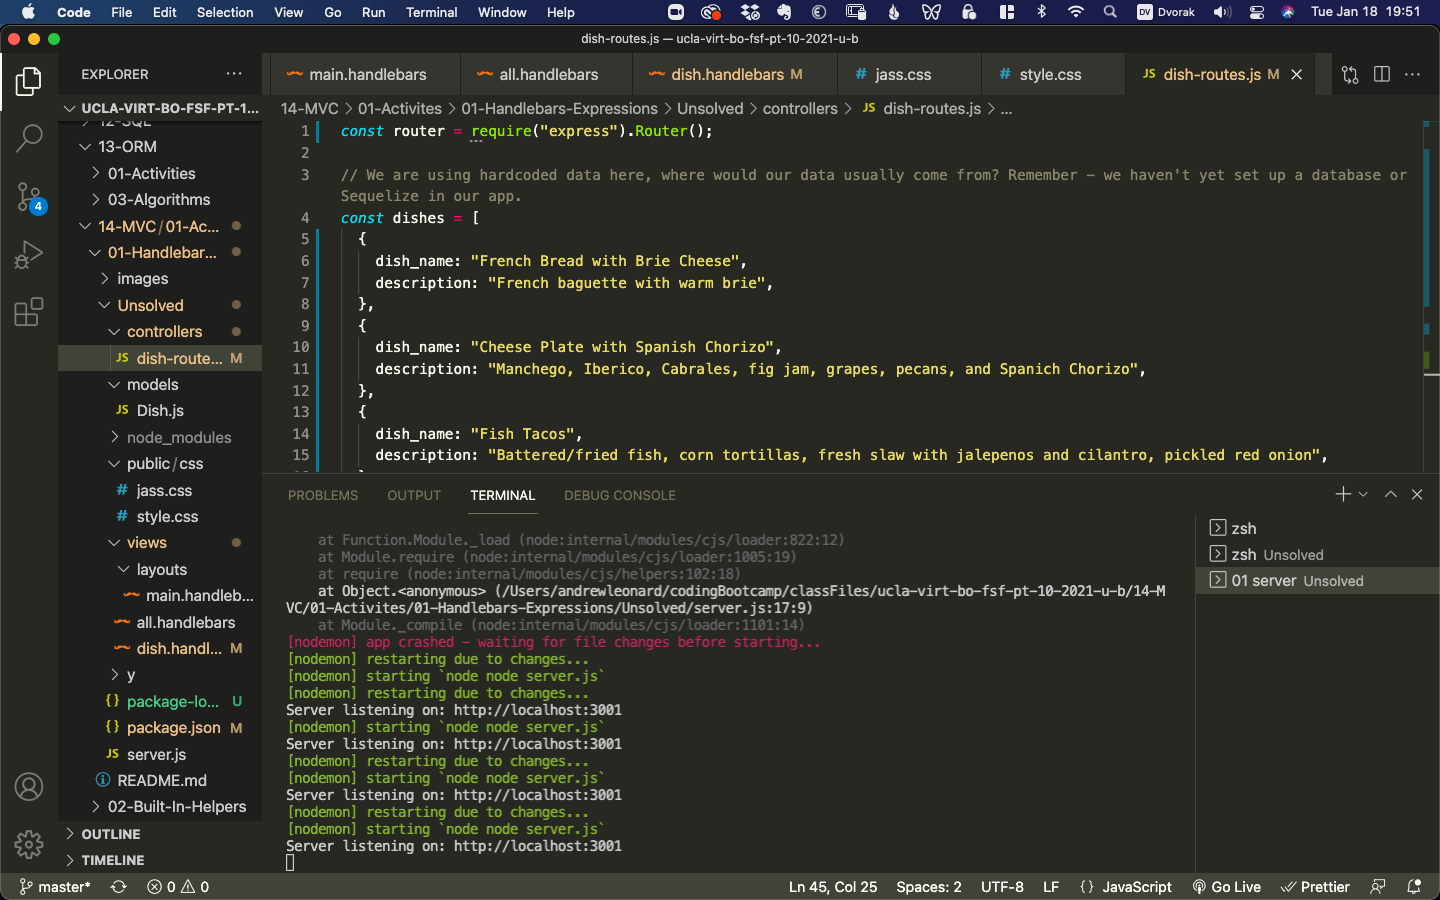 Code File Edit Selection View Go Run Terminal Window Help DV Dvorak Tue Jan 18 19:51
dish-routes.js — ucla-virt-bo-fsf-pt-10-2021-u-b
EXPLORER ...
main.handlebars all.handlebars dish.handlebars M # jass.css # style.css JS dish-routes.js M
UCLA-VIRT-BO-FSF-PT-1...
12-SQL
13-ORM
01-Activities
03-Algorithms
14-MVC/01-Ac...
01-Handlebar...
images
Unsolved
controllers
JS dish-route... M
models
JS Dish.js
node_modules
public/css
# jass.css
# style.css
views
layouts
main.handleb...
all.handlebars
dish.handl... M
y
{} package-lo... U
{} package.json M
JS server.js
README.md
02-Built-In-Helpers
OUTLINE
TIMELINE
4
14-MVC > 01-Activites > 01-Handlebars-Expressions > Unsolved > controllers > JS dish-routes.js > ...
1 const router = require("express").Router();
2
3 // We are using hardcoded data here, where would our data usually come from? Remember - we haven't yet set up a database or
Sequelize in our app.
4 const dishes = [
5 {
6 dish_name: "French Bread with Brie Cheese",
7 description: "French baguette with warm brie",
8 },
9 {
10 dish_name: "Cheese Plate with Spanish Chorizo",
11 description: "Manchego, Iberico, Cabrales, fig jam, grapes, pecans, and Spanich Chorizo",
12 },
13 {
14 dish_name: "Fish Tacos",
15 description: "Battered/fried fish, corn tortillas, fresh slaw with jalepenos and cilantro, pickled red onion",
PROBLEMS OUTPUT TERMINAL DEBUG CONSOLE
at Function.Module._load (node:internal/modules/cjs/loader:822:12)
at Module.require (node:internal/modules/cjs/loader:1005:19)
at require (node:internal/modules/cjs/helpers:102:18)
at Object.<anonymous> (/Users/andrewleonard/codingBootcamp/classFiles/ucla-virt-bo-fsf-pt-10-2021-u-b/14-M
VC/01-Activites/01-Handlebars-Expressions/Unsolved/server.js:17:9)
at Module._compile (node:internal/modules/cjs/loader:1101:14)
[nodemon] app crashed - waiting for file changes before starting...
[nodemon] restarting due to changes...
[nodemon] starting `node node server.js`
[nodemon] restarting due to changes...
Server listening on: http://localhost:3001
[nodemon] starting `node node server.js`
Server listening on: http://localhost:3001
[nodemon] restarting due to changes...
[nodemon] starting `node node server.js`
Server listening on: http://localhost:3001
[nodemon] restarting due to changes...
[nodemon] starting `node node server.js`
Server listening on: http://localhost:3001
zsh
zsh Unsolved
01 server Unsolved
master* 0 0 Ln 45, Col 25 Spaces: 2 UTF-8 LF {} JavaScript Go Live Prettier